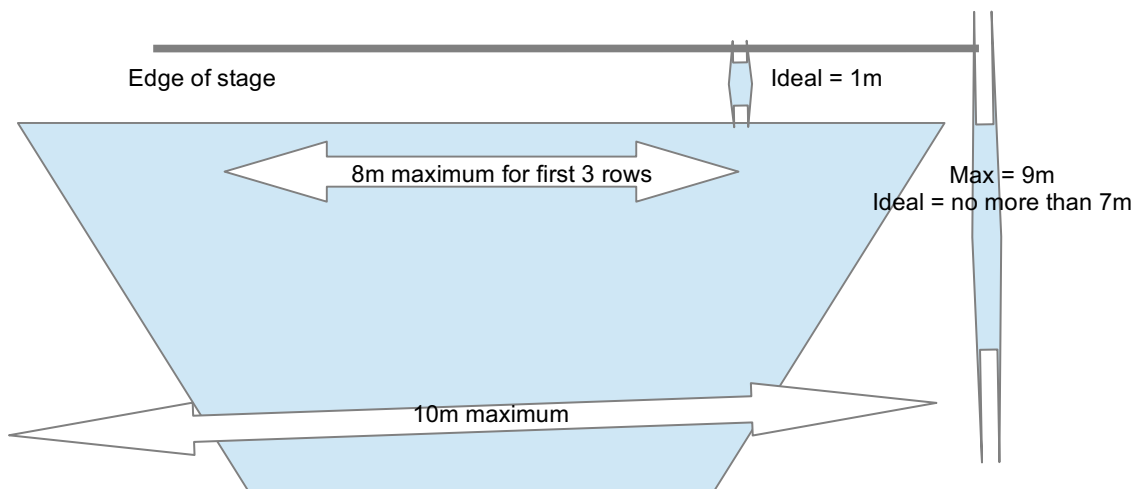 Edge of stage
Ideal = 1m
8m maximum for first 3 rows
Max = 9m
Ideal = no more than 7m
10m maximum